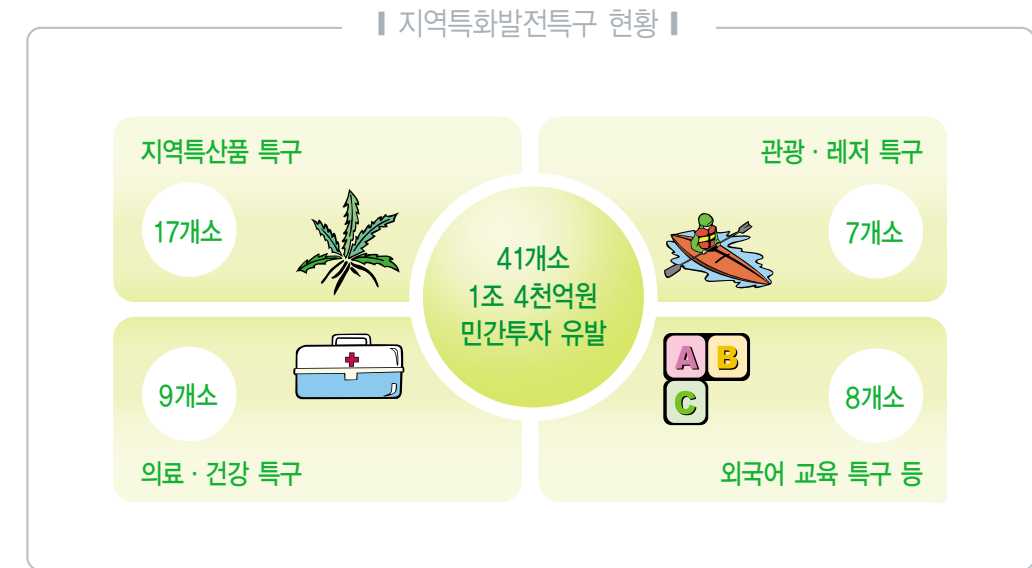 지역특화발전특구 현황
지역특산품 특구
17개소
관광 · 레저 특구
7개소
41개소
1조 4천억원
민간투자 유발
9개소
의료 · 건강 특구
A B
C
8개소
외국어 교육 특구 등